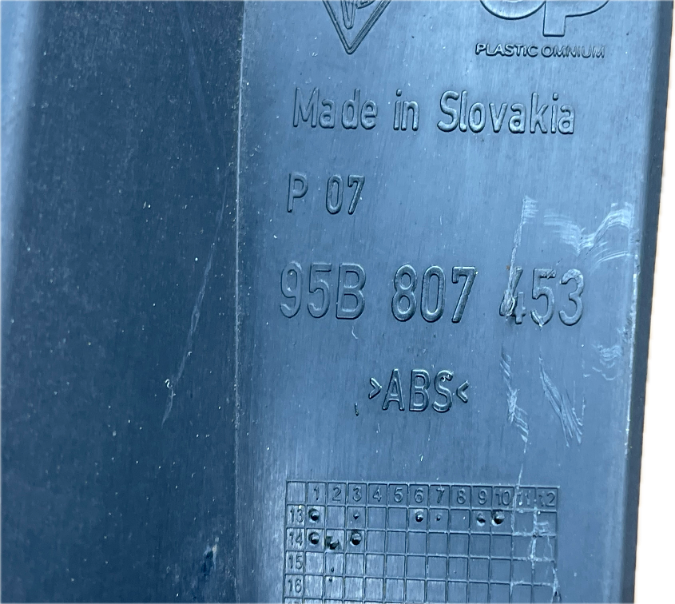 PLASTIC OMNIUM
Made in Slovakia
P 07
95B 807 453
>ABS<
1 2 3 4 5 6 7 8 9 10 11 12
13
14
15
16